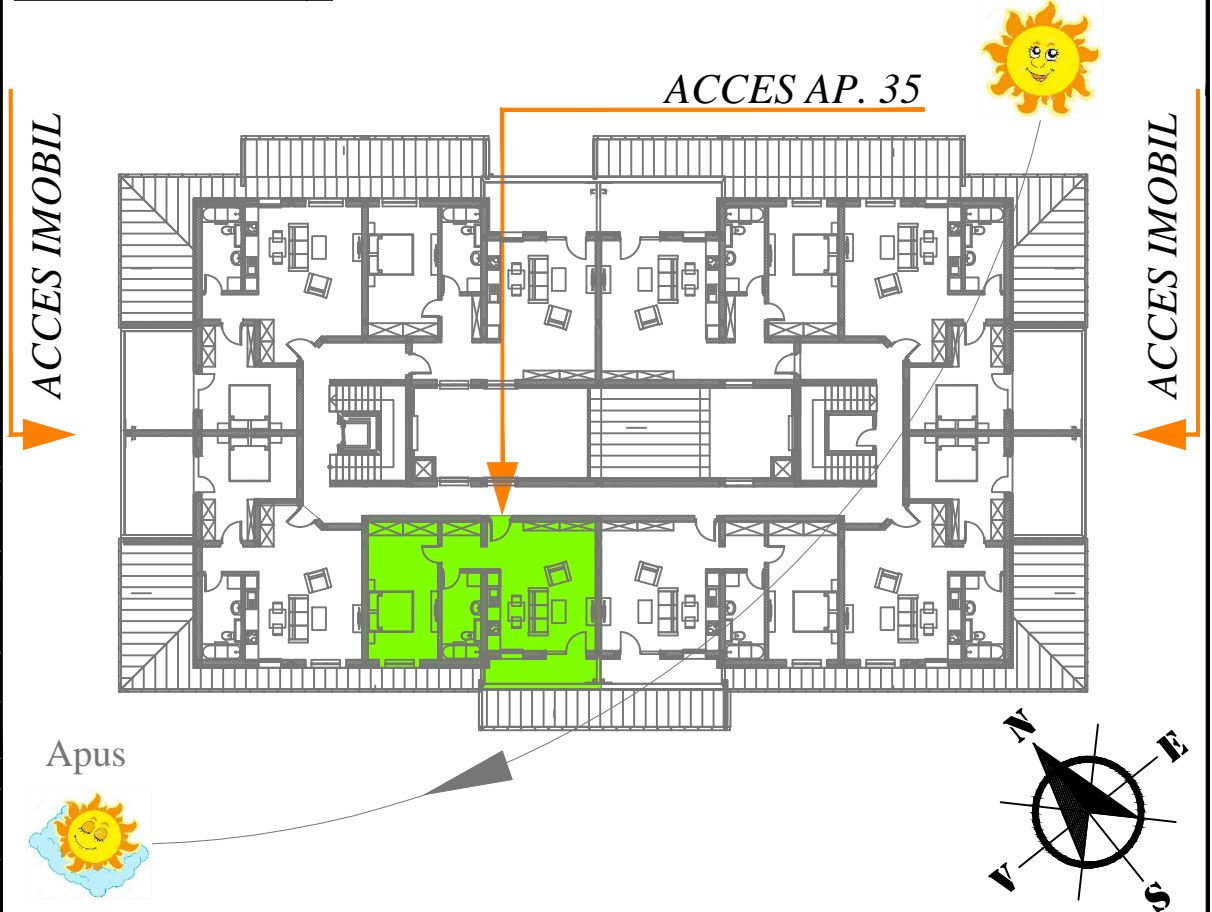 ACCES AP. 35
ACCES IMOBIL
ACCES IMOBIL
Apus
N
E
V
S